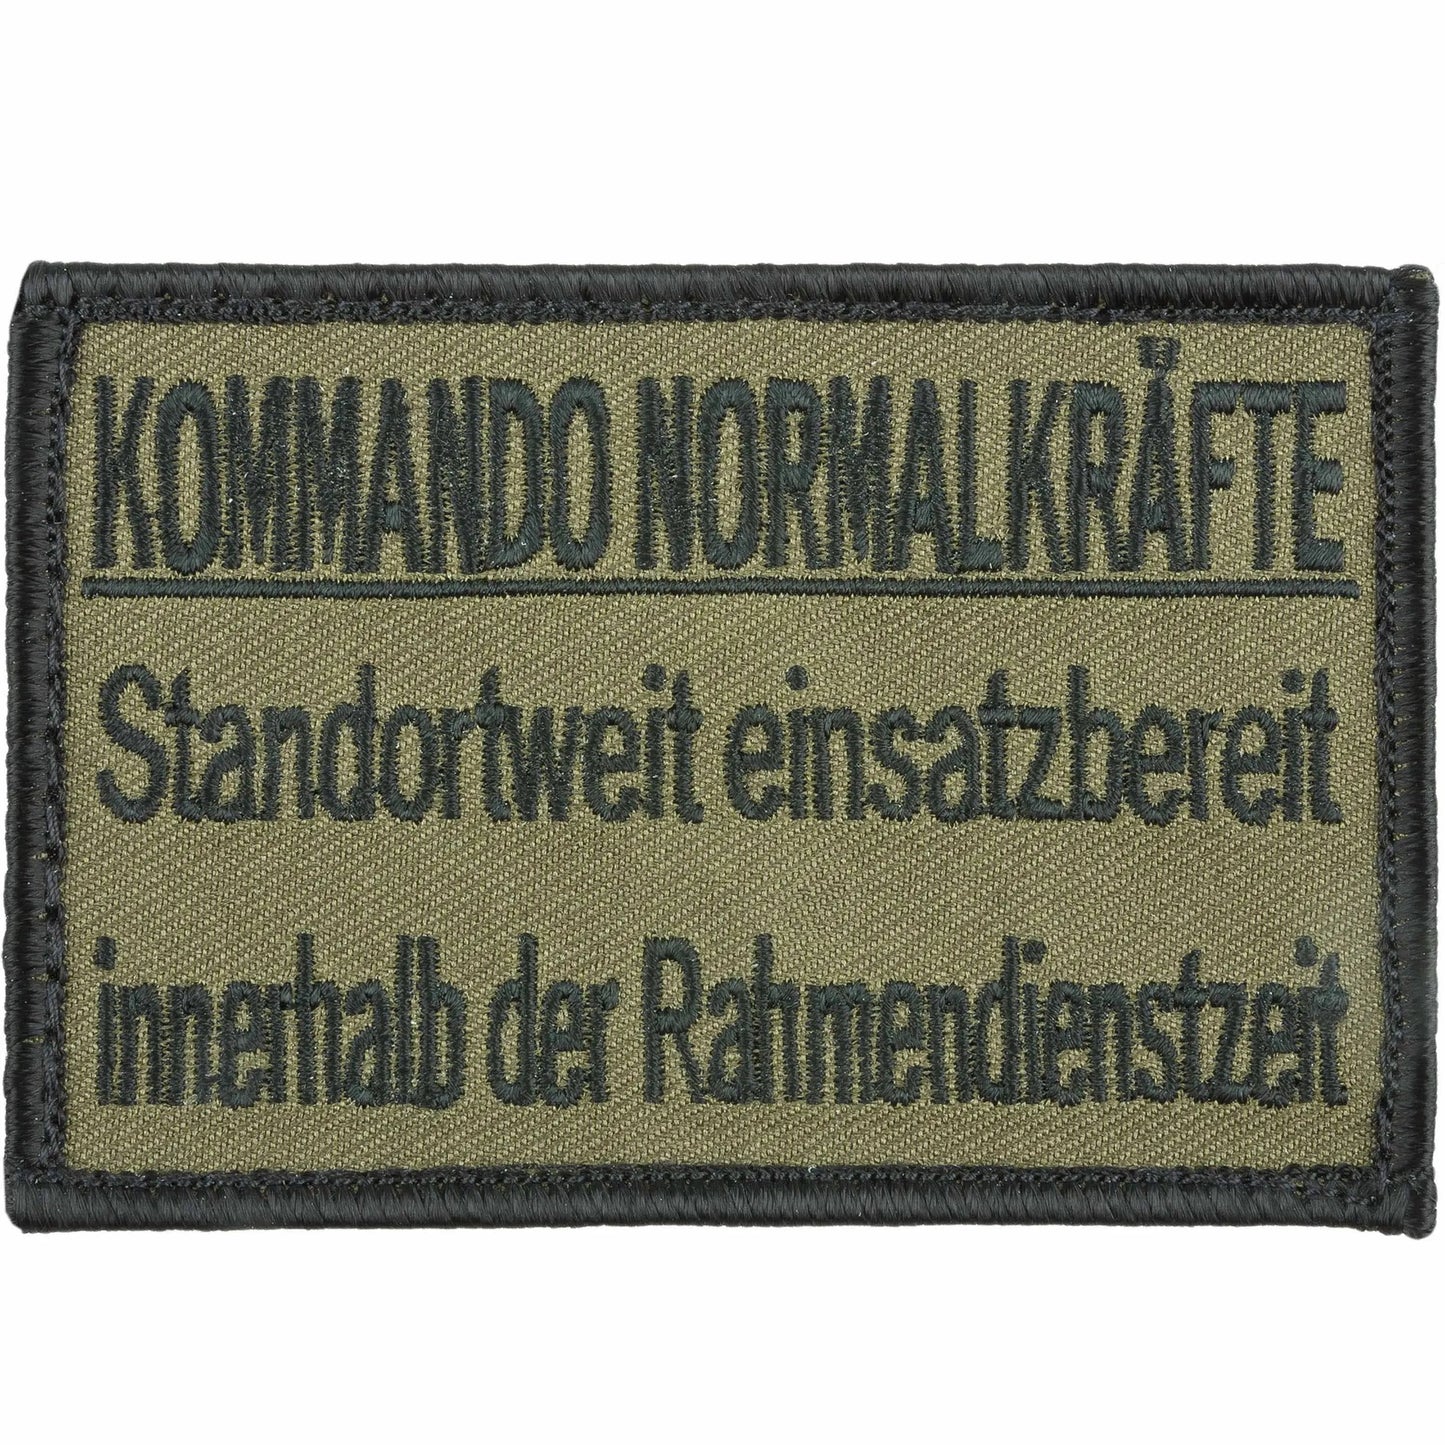 KOMMANDO NORMALKRÄFTE
Standortweit einsatzbereit
innerhalb der Rahmendienstzeit